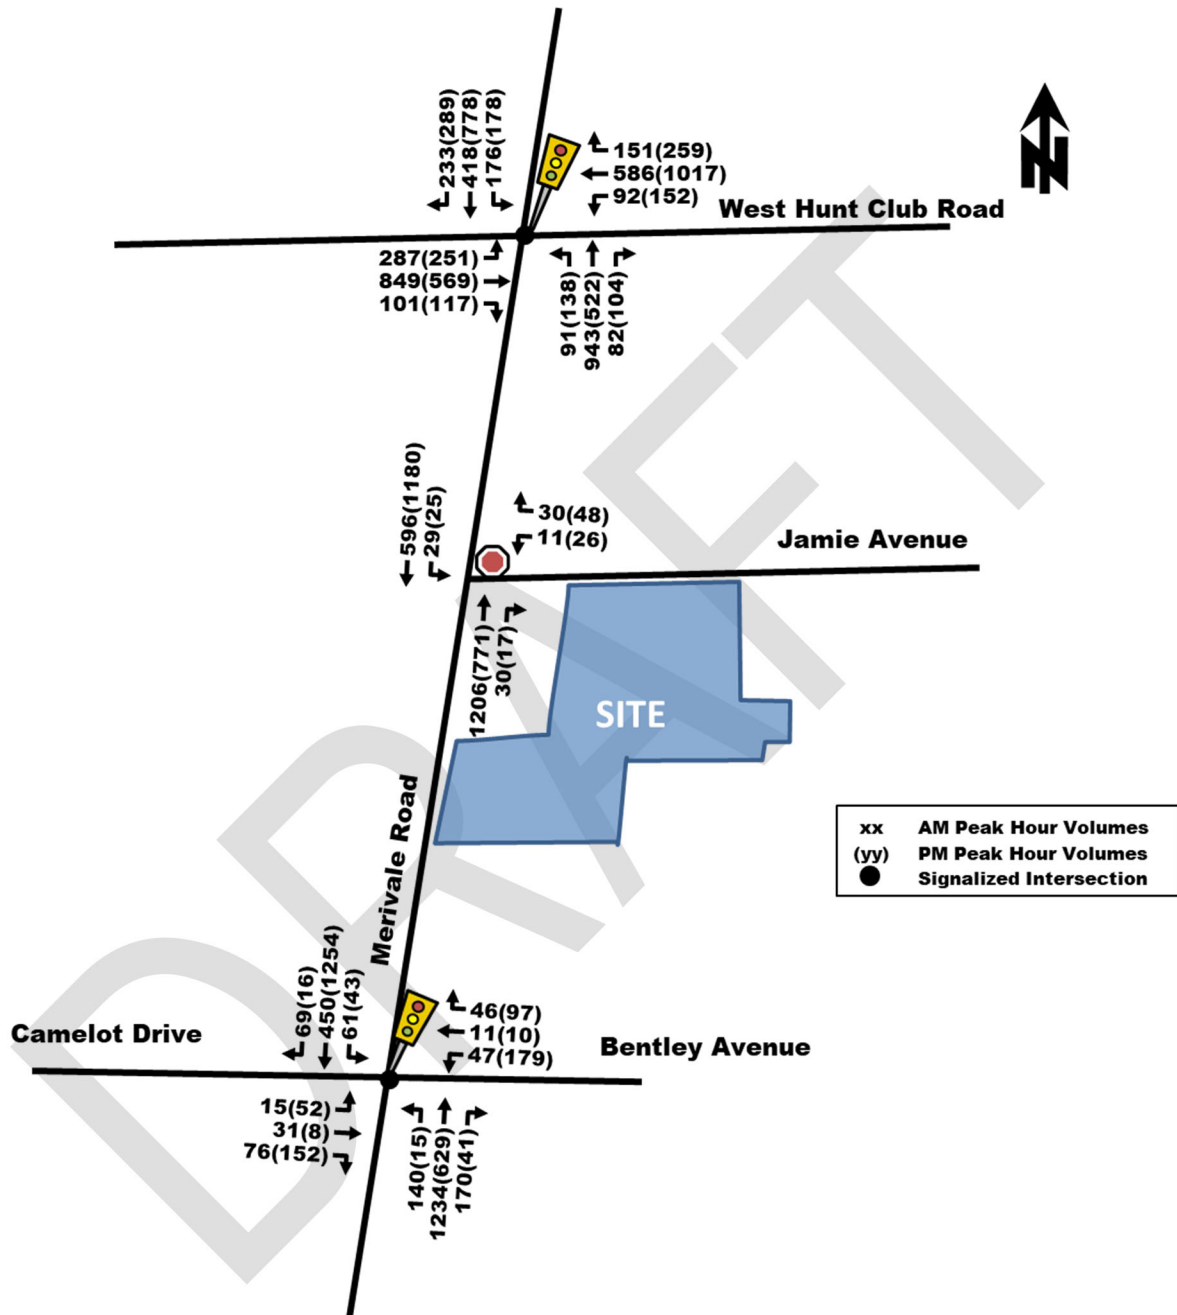 233(289)
418(778)
176(178)
151(259)
586(1017)
92(152)
N
West Hunt Club Road
287(251)
849(569)
101(117)
91(138)
943(522)
82(104)
596(1180)
29(25)
30(48)
11(26)
Jamie Avenue
1206(771)
30(17)
SITE
Merivale Road
xx AM Peak Hour Volumes
(yy) PM Peak Hour Volumes
Signalized Intersection
69(16)
450(1254)
61(43)
46(97)
11(10)
47(179)
Camelot Drive
Bentley Avenue
15(52)
31(8)
76(152)
140(15)
1234(629)
170(41)
DRAFT